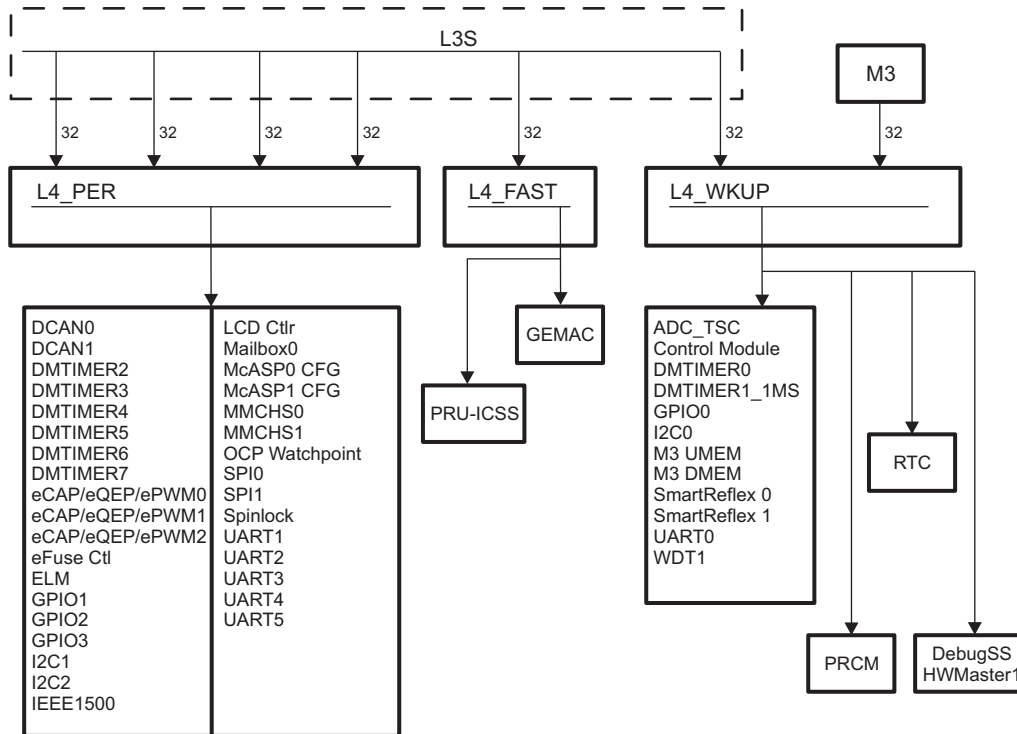 L3S
M3
32
32
32
32
32
32
32
L4_PER
L4_FAST
L4_WKUP
DCAN0
DCAN1
DMTIMER2
DMTIMER3
DMTIMER4
DMTIMER5
DMTIMER6
DMTIMER7
eCAP/eQEP/ePWM0
eCAP/eQEP/ePWM1
eCAP/eQEP/ePWM2
eFuse Ctl
ELM
GPIO1
GPIO2
GPIO3
I2C1
I2C2
IEEE1500
LCD Ctlr
Mailbox0
McASP0 CFG
McASP1 CFG
MMCHS0
MMCHS1
OCP Watchpoint
SPI0
SPI1
Spinlock
UART1
UART2
UART3
UART4
UART5
PRU-ICSS
GEMAC
ADC_TSC
Control Module
DMTIMER0
DMTIMER1_1MS
GPIO0
I2C0
M3 UMEM
M3 DMEM
SmartReflex 0
SmartReflex 1
UART0
WDT1
RTC
PRCM
DebugSS
HWMaster1